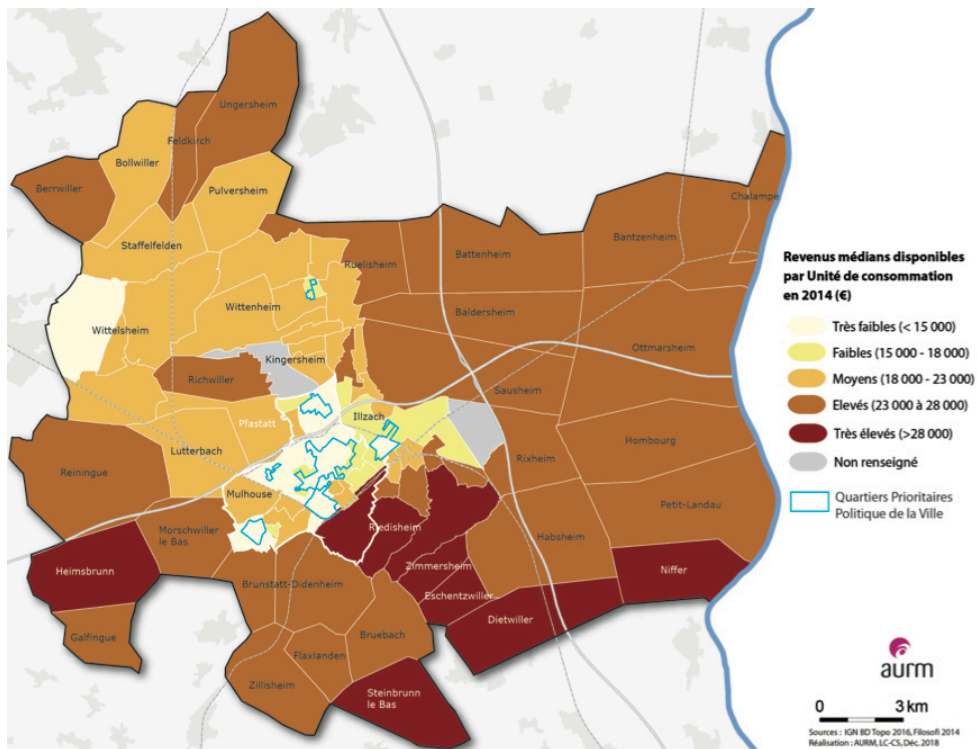 Ungersheim
Feldkirch
Bollwiller
Berrwiller
Pulversheim
Chalampé
Staffelfelden
Bantzenheim
Battenheim
Ruelisheim
Revenus médians disponibles
par Unité de consommation
en 2014 (€)
Très faibles (< 15 000)
Faibles (15 000 - 18 000)
Moyens (18 000 - 23 000)
Elevés (23 000 à 28 000)
Très élevés (>28 000)
Non renseigné
Quartiers Prioritaires
Politique de la Ville
Wittenheim
Baldersheim
Wittelsheim
Ottmarsheim
Kingersheim
Richwiller
Sausheim
Illzach
Pfastatt
Hombourg
Lutterbach
Rixheim
Reiningue
Mulhouse
Petit-Landau
Riedisheim
Morschwiller
le Bas
Habsheim
Heimsbrunn
Zimmersheim
Niffer
Brunstatt-Didenheim
Eschentzwiller
Dietwiller
Galfingue
Bruebach
Flaxlanden
Zillisheim
Steinbrunn
le Bas
aurm
0 3 km
Sources : IGN BD Topo 2016, Filosofi 2014
Réalisation : AURM, LC-CS, Déc. 2018